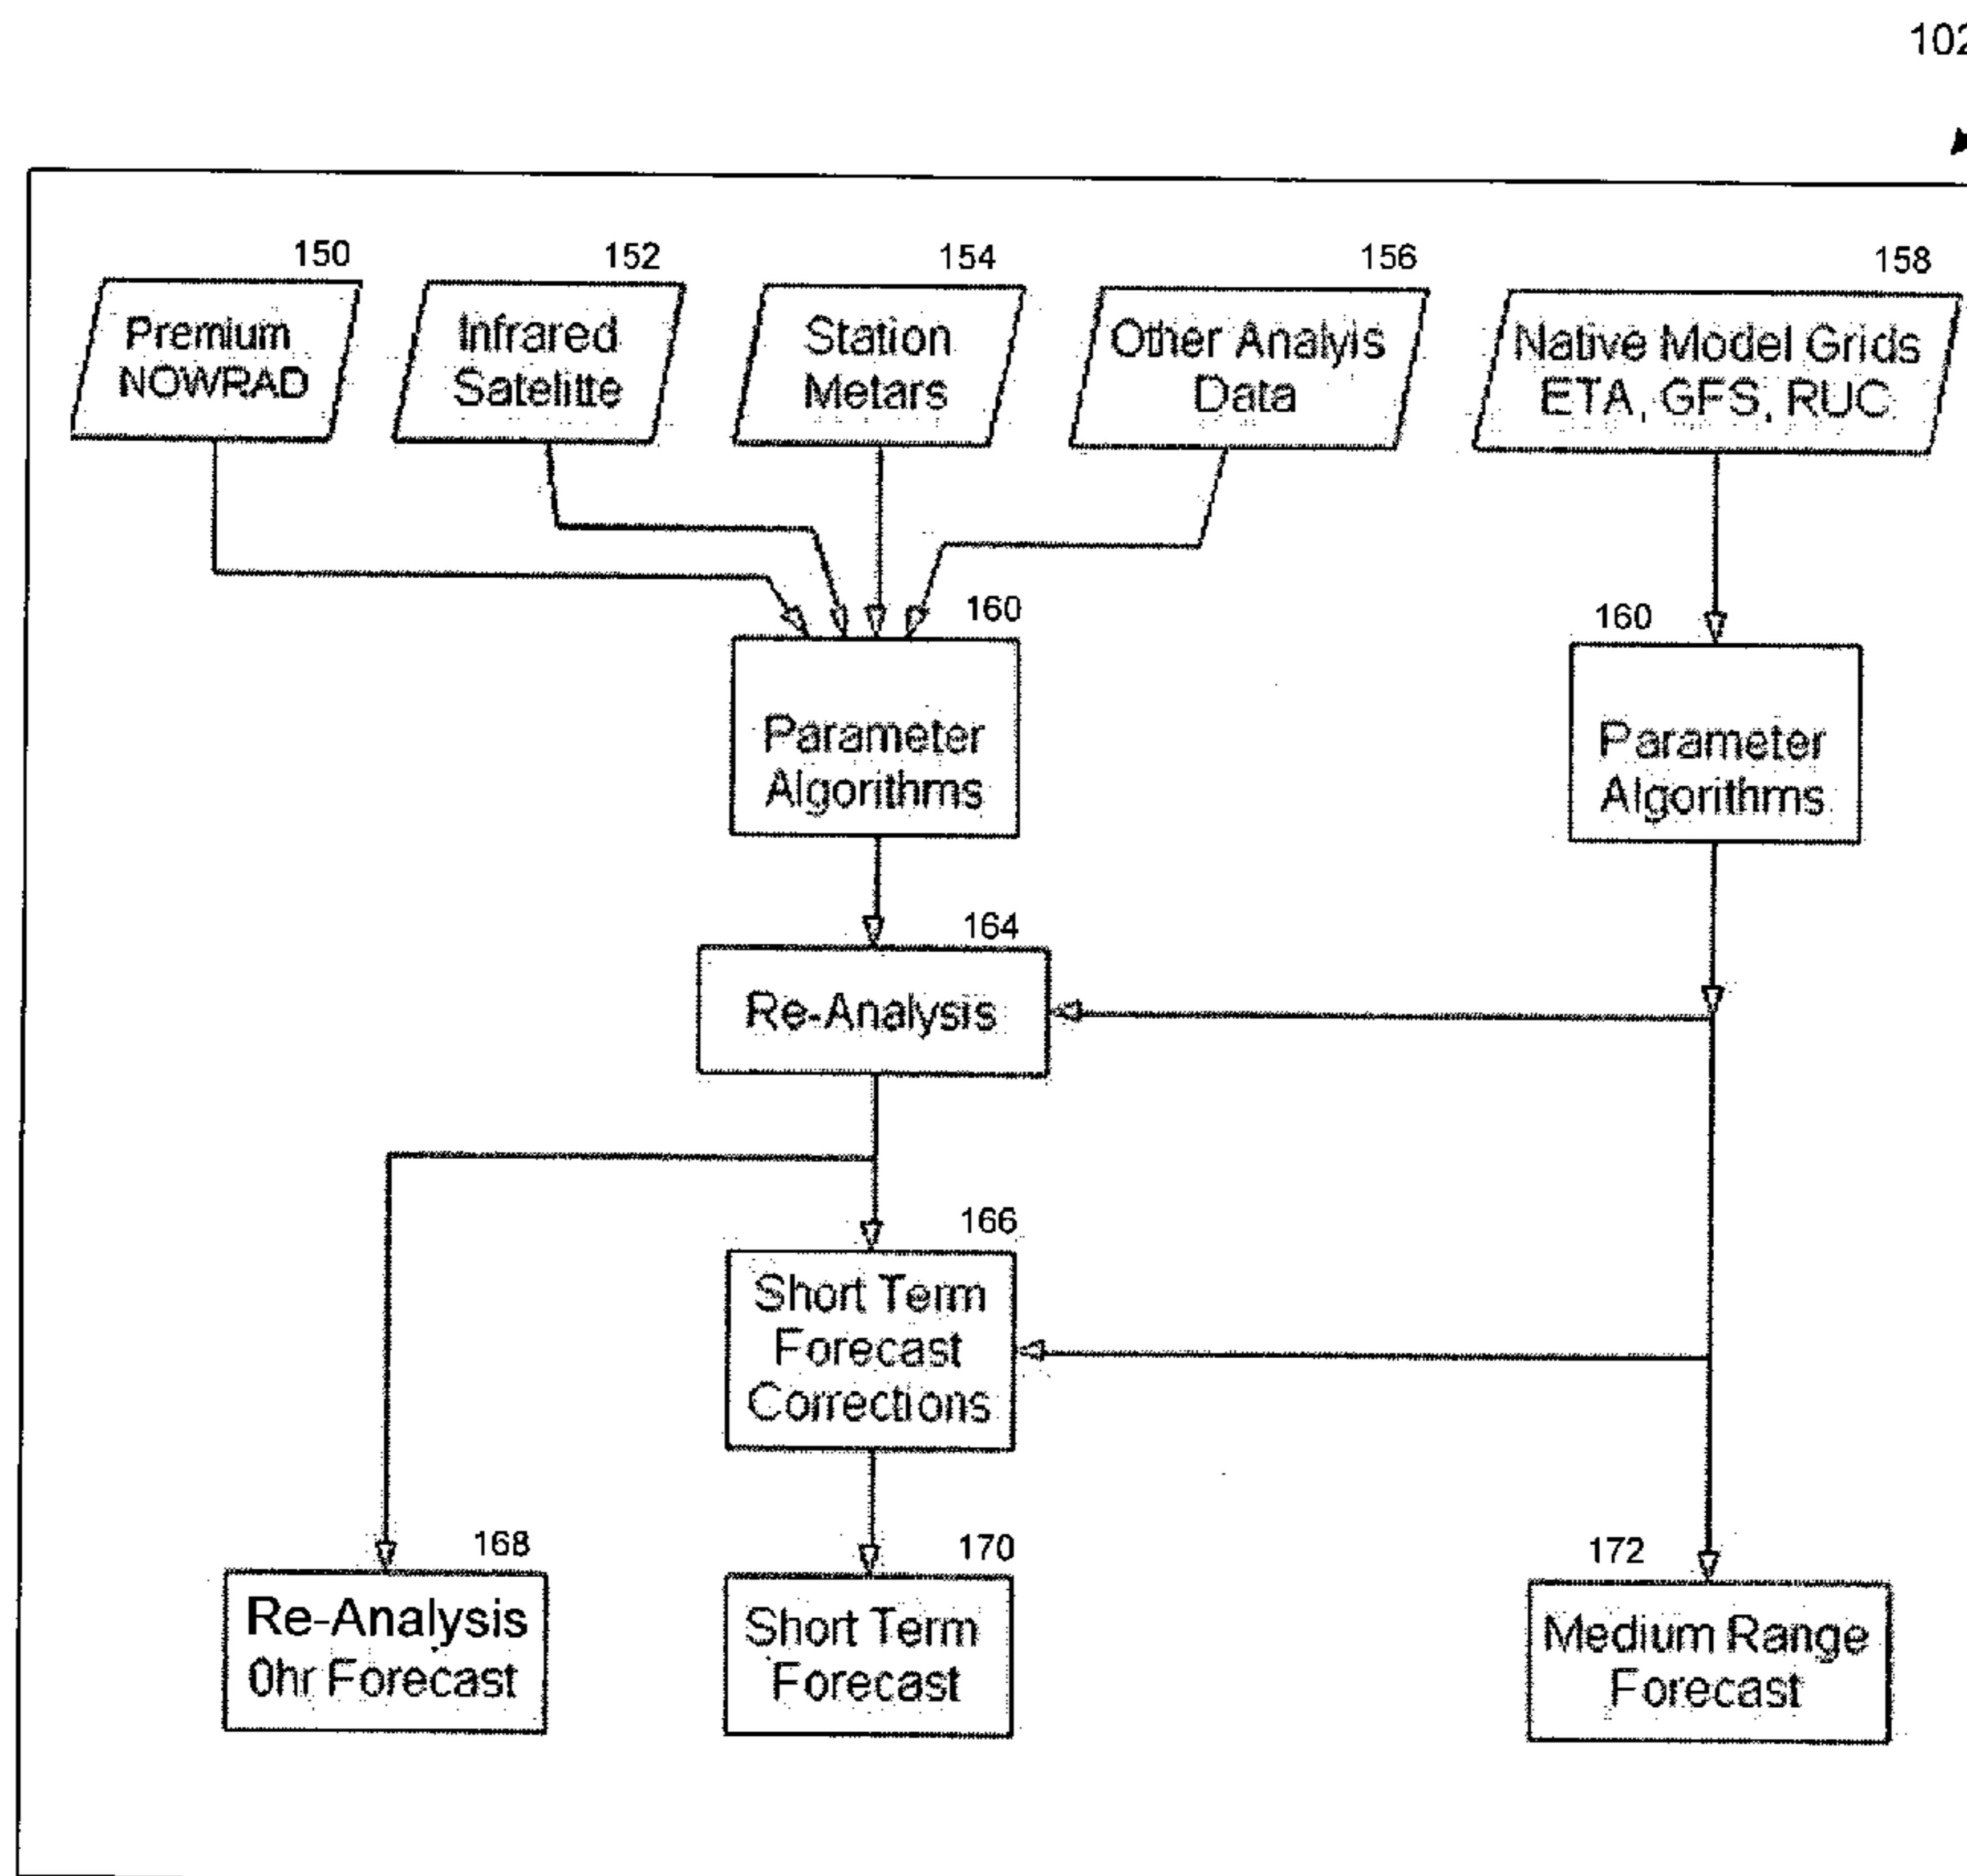 102
150
152
154
156
158
Premium
NOWRAD
Infrared
Satelitte
Station
Metars
Other Analyis
Data
Native Model Grids
ETA, GFS, RUC
160
160
Parameter
Algorithms
Parameter
Algorithms
164
Re-Analysis
166
Short Term
Forecast
Corrections
168
170
172
Re-Analysis
0hr Forecast
Short Term
Forecast
Medium Range
Forecast